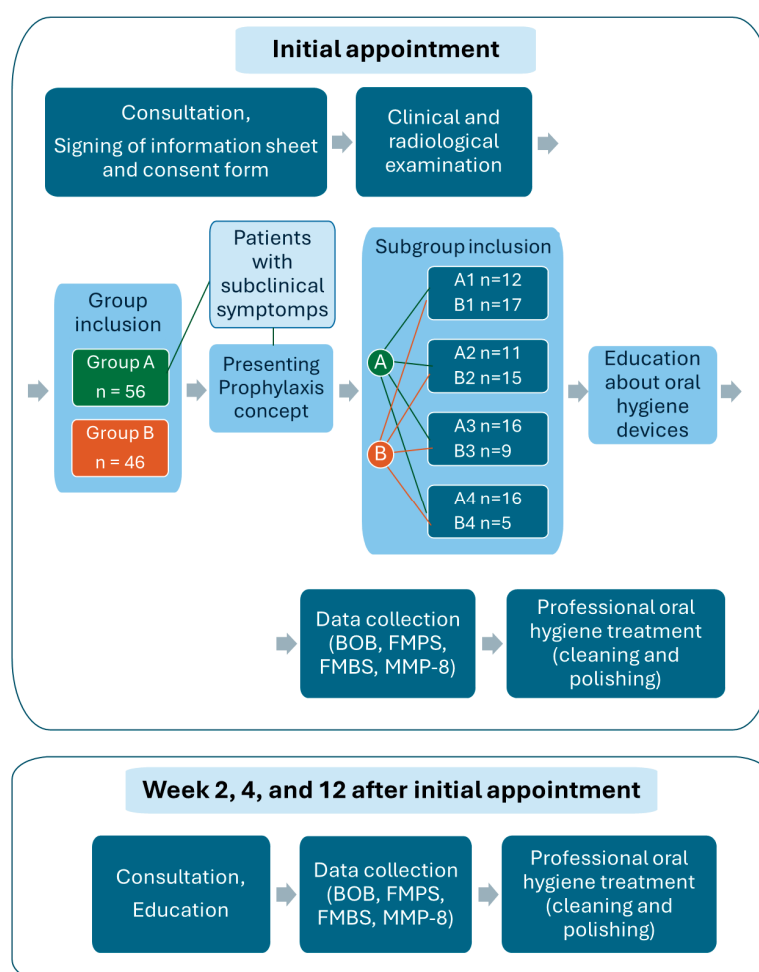 Initial appointment
Consultation,
Signing of information sheet
and consent form
Clinical and
radiological
examination
Group
inclusion
Group A
n = 56
Group B
n = 46
Patients
with
subclinical
symptomps
Presenting
Prophylaxis
concept
Subgroup inclusion
A
B
A1 n=12
B1 n=17
A2 n=11
B2 n=15
A3 n=16
B3 n=9
A4 n=16
B4 n=5
Education
about oral
hygiene
devices
Data collection
(BOB, FMPS,
FMBS, MMP-8)
Professional oral
hygiene treatment
(cleaning and
polishing)
Week 2, 4, and 12 after initial appointment
Consultation,
Education
Data collection
(BOB, FMPS,
FMBS, MMP-8)
Professional oral
hygiene treatment
(cleaning and
polishing)